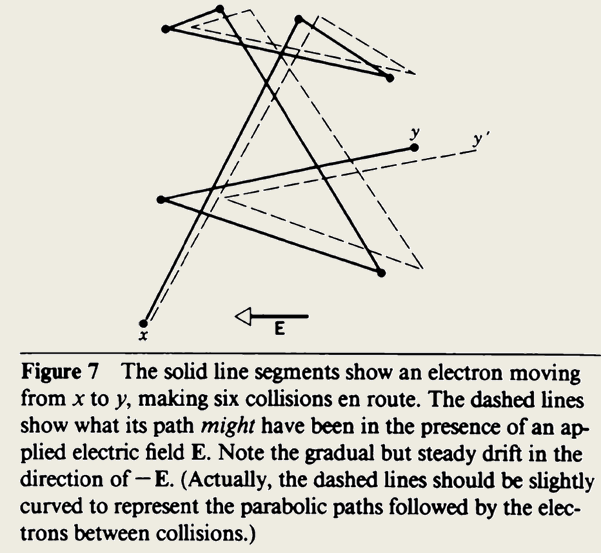 y
y'
x
E
Figure 7 The solid line segments show an electron moving
from x to y, making six collisions en route. The dashed lines
show what its path might have been in the presence of an ap-
plied electric field E. Note the gradual but steady drift in the
direction of −E. (Actually, the dashed lines should be slightly
curved to represent the parabolic paths followed by the elec-
trons between collisions.)